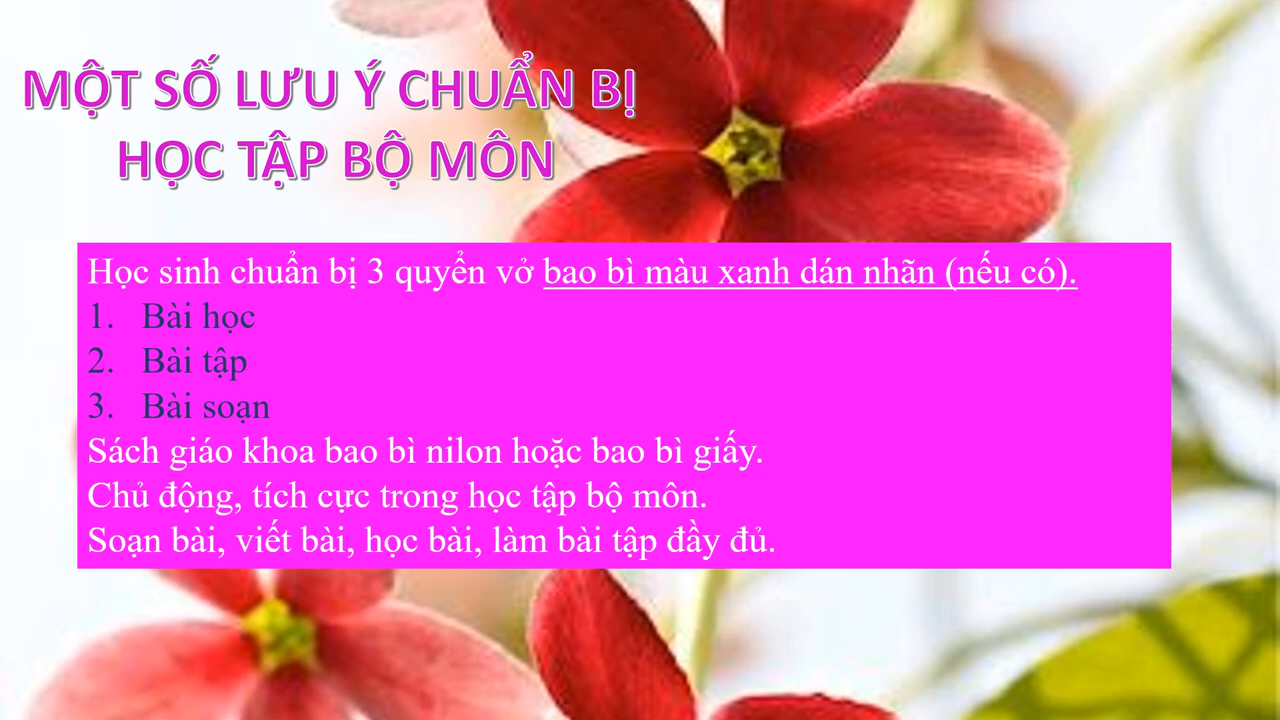 MỘT SỐ LƯU Ý CHUẨN BỊ
HỌC TẬP BỘ MÔN
Học sinh chuẩn bị 3 quyển vở bao bì màu xanh dán nhãn (nếu có).
1. Bài học
2. Bài tập
3. Bài soạn
Sách giáo khoa bao bì nilon hoặc bao bì giấy.
Chủ động, tích cực trong học tập bộ môn.
Soạn bài, viết bài, học bài, làm bài tập đầy đủ.